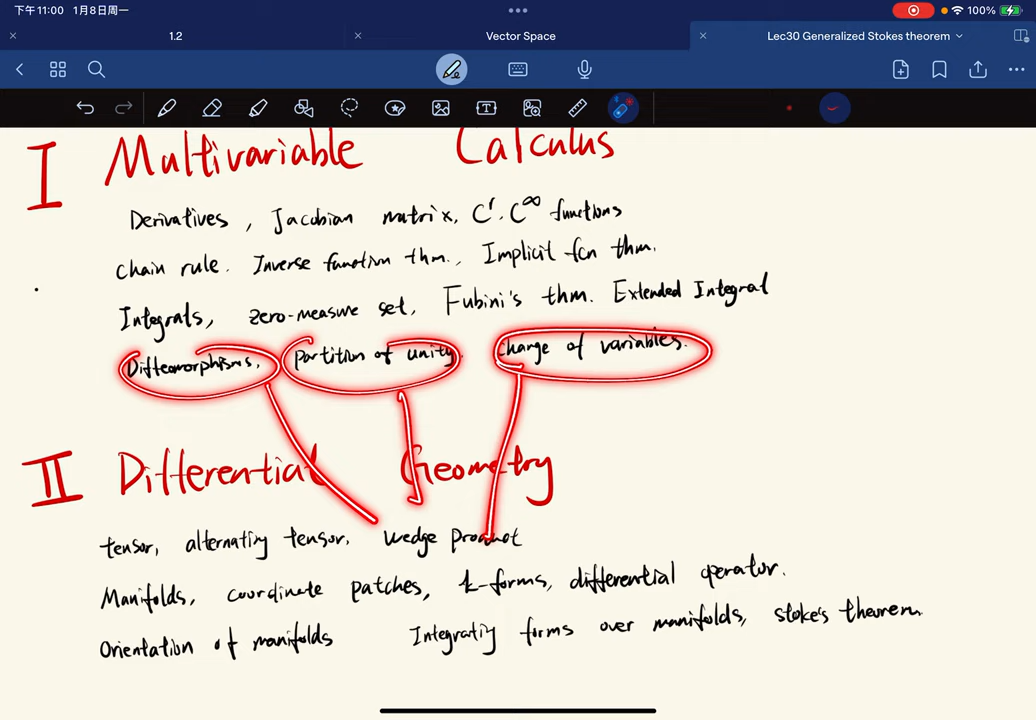 下午11:00 1月8日周一 100%
1.2 Vector Space Lec30 Generalized Stokes theorem
I Multivariable Calculus
Derivatives, Jacobian matrix, C^r, C^∞ functions
chain rule. Inverse function thm., Implicit fcn thm.
Integrals, zero-measure set, Fubini's thm. Extended Integral
Diffeomorphisms, partition of unity. change of variables.
II Differential Geometry
tensor, alternating tensor. wedge product
Manifolds, coordinate patches, k-forms, differential operator.
Orientation of manifolds Integrating forms over manifolds, stoke's theorem